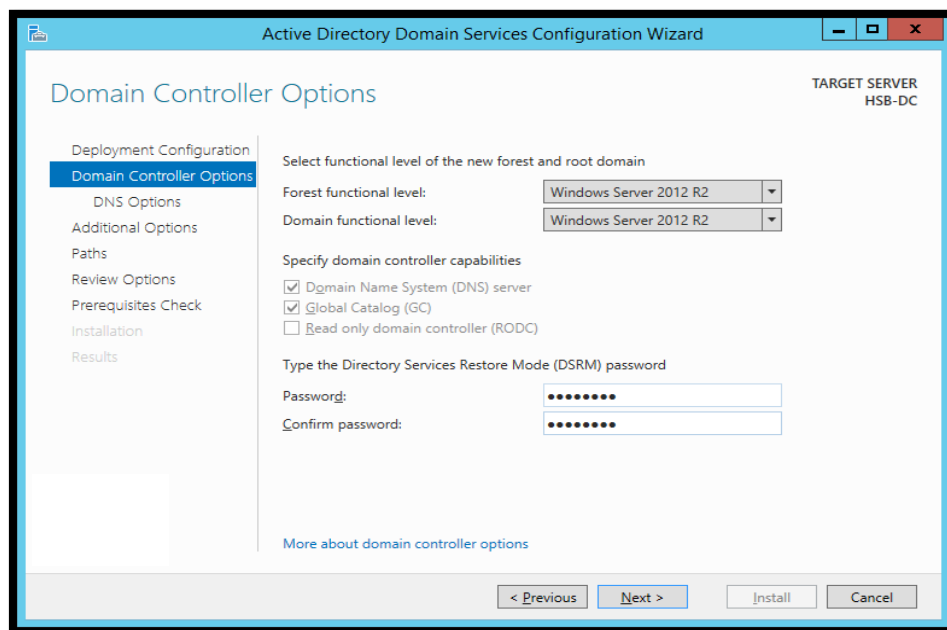 Active Directory Domain Services Configuration Wizard
Domain Controller Options
TARGET SERVER
HSB-DC
Deployment Configuration
Domain Controller Options
DNS Options
Additional Options
Paths
Review Options
Prerequisites Check
Installation
Results
Select functional level of the new forest and root domain
Forest functional level: Windows Server 2012 R2
Domain functional level: Windows Server 2012 R2
Specify domain controller capabilities
Domain Name System (DNS) server
Global Catalog (GC)
Read only domain controller (RODC)
Type the Directory Services Restore Mode (DSRM) password
Password: ••••••••
Confirm password: ••••••••
More about domain controller options
< Previous Next > Install Cancel